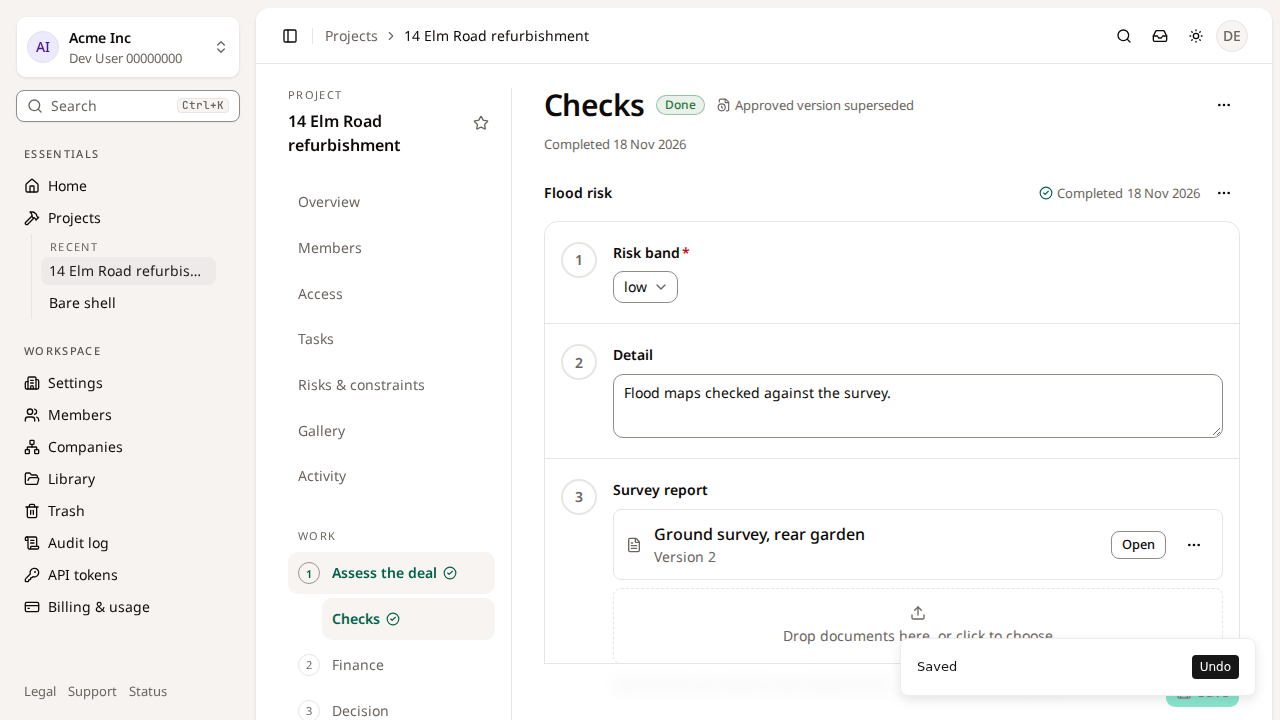 AI
Acme Inc
Dev User 00000000
Search
Ctrl+K
ESSENTIALS
Home
Projects
RECENT
14 Elm Road refurbis...
Bare shell
WORKSPACE
Settings
Members
Companies
Library
Trash
Audit log
API tokens
Billing & usage
Legal Support Status
Projects
14 Elm Road refurbishment
DE
PROJECT
14 Elm Road
refurbishment
Overview
Members
Access
Tasks
Risks & constraints
Gallery
Activity
WORK
1 Assess the deal
Checks
2 Finance
3 Decision
Checks
Done
Approved version superseded
Completed 18 Nov 2026
Flood risk
Completed 18 Nov 2026
1
Risk band*
low
2
Detail
Flood maps checked against the survey.
3
Survey report
Ground survey, rear garden
Version 2
Open
Drop documents here, or click to choose
Saved
Undo